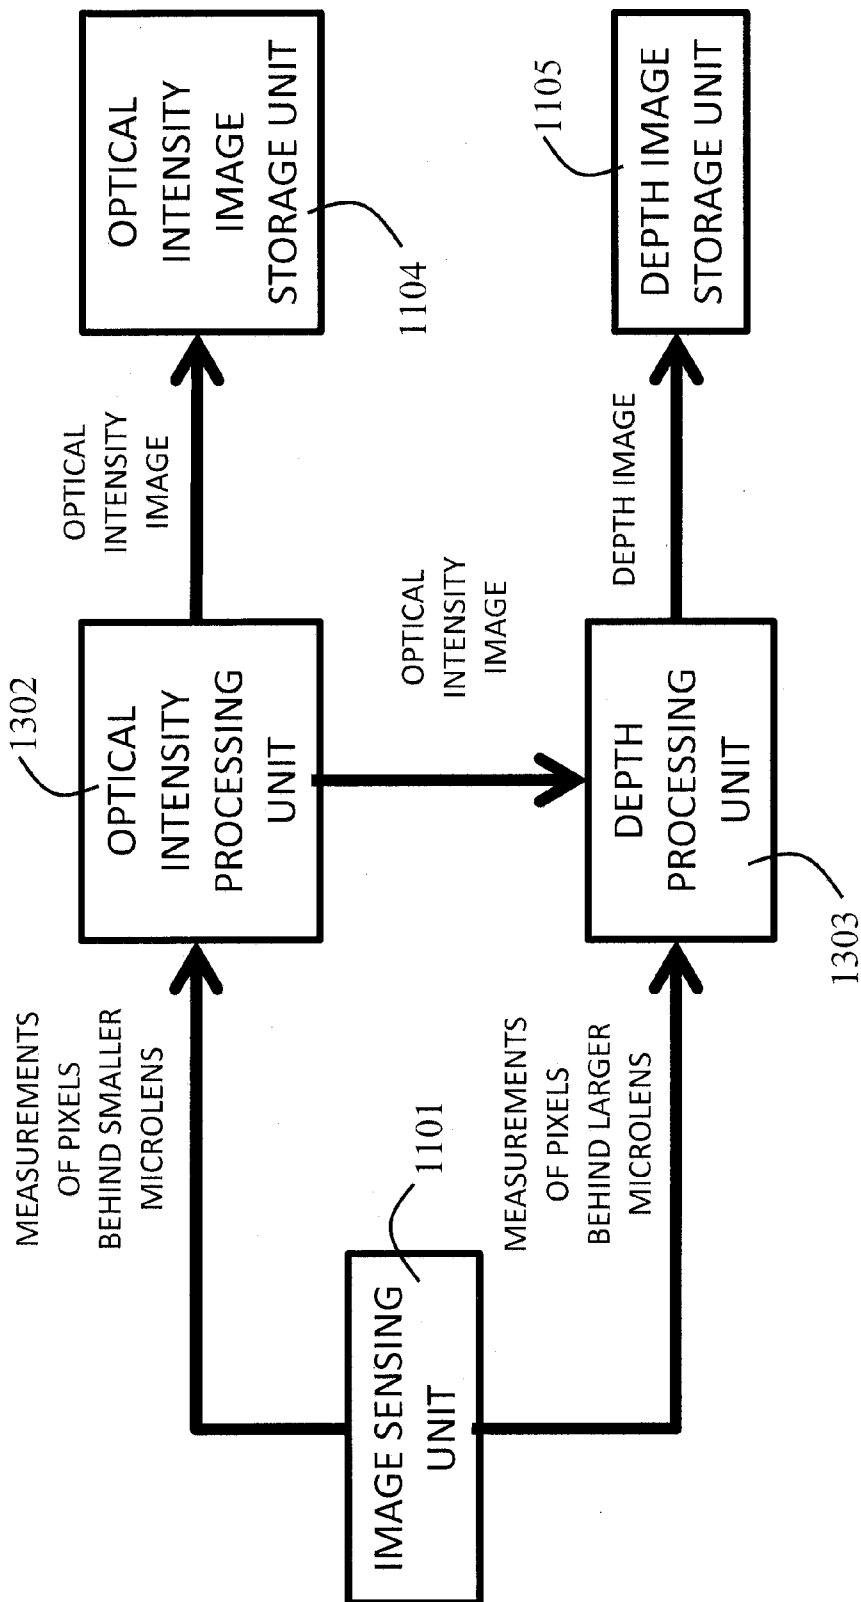 IMAGE SENSING
UNIT
1101
MEASUREMENTS
OF PIXELS
BEHIND SMALLER
MICROLENS
MEASUREMENTS
OF PIXELS
BEHIND LARGER
MICROLENS
1302
OPTICAL
INTENSITY
PROCESSING
UNIT
OPTICAL
INTENSITY
IMAGE
DEPTH
PROCESSING
UNIT
1303
OPTICAL
INTENSITY
IMAGE
DEPTH IMAGE
OPTICAL
INTENSITY
IMAGE
STORAGE UNIT
1104
1105
DEPTH IMAGE
STORAGE UNIT